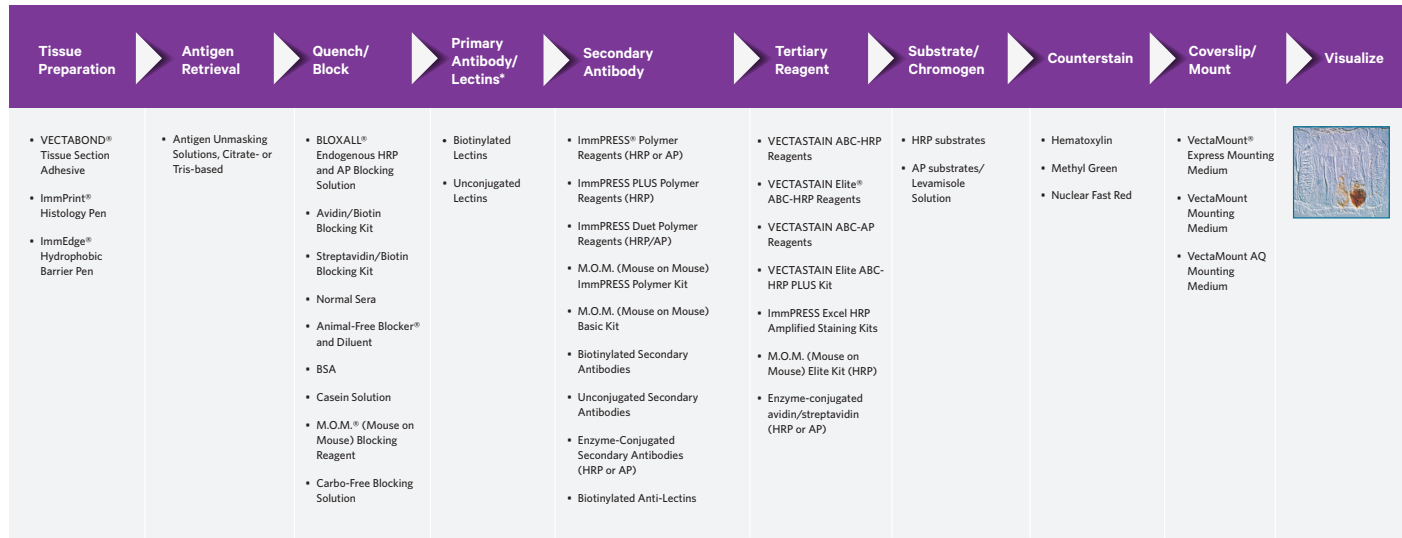 Tissue
Preparation
Antigen
Retrieval
Quench/
Block
Primary
Antibody/
Lectins*
Secondary
Antibody
Tertiary
Reagent
Substrate/
Chromogen
Counterstain
Coverslip/
Mount
Visualize
• VECTABOND®
Tissue Section
Adhesive
• ImmPrint®
Histology Pen
• ImmEdge®
Hydrophobic
Barrier Pen
• Antigen Unmasking
Solutions, Citrate- or
Tris-based
• BLOXALL®
Endogenous HRP
and AP Blocking
Solution
• Avidin/Biotin
Blocking Kit
• Streptavidin/Biotin
Blocking Kit
• Normal Sera
• Animal-Free Blocker®
and Diluent
• BSA
• Casein Solution
• M.O.M.® (Mouse on
Mouse) Blocking
Reagent
• Carbo-Free Blocking
Solution
• Biotinylated
Lectins
• Unconjugated
Lectins
• ImmPRESS® Polymer
Reagents (HRP or AP)
• ImmPRESS PLUS Polymer
Reagents (HRP)
• ImmPRESS Duet Polymer
Reagents (HRP/AP)
• M.O.M. (Mouse on Mouse)
ImmPRESS Polymer Kit
• M.O.M. (Mouse on Mouse)
Basic Kit
• Biotinylated Secondary
Antibodies
• Unconjugated Secondary
Antibodies
• Enzyme-Conjugated
Secondary Antibodies
(HRP or AP)
• Biotinylated Anti-Lectins
• VECTASTAIN ABC-HRP
Reagents
• VECTASTAIN Elite®
ABC-HRP Reagents
• VECTASTAIN ABC-AP
Reagents
• VECTASTAIN Elite ABC-
HRP PLUS Kit
• ImmPRESS Excel HRP
Amplified Staining Kits
• M.O.M. (Mouse on
Mouse) Elite Kit (HRP)
• Enzyme-conjugated
avidin/streptavidin
(HRP or AP)
• HRP substrates
• AP substrates/
Levamisole
Solution
• Hematoxylin
• Methyl Green
• Nuclear Fast Red
• VectaMount®
Express Mounting
Medium
• VectaMount
Mounting
Medium
• VectaMount AQ
Mounting
Medium